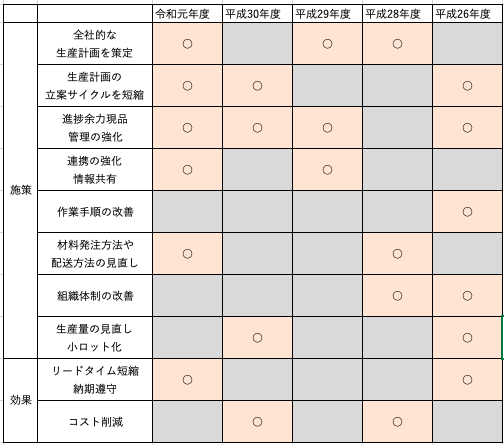 令和元年度 平成30年度 平成29年度 平成28年度 平成26年度
施策
全社的な
生産計画を策定
○ ○ ○
生産計画の
立案サイクルを短縮
○ ○ ○
進捗余力現品
管理の強化
○ ○ ○ ○
連携の強化
情報共有
○ ○
作業手順の改善
○
材料発注方法や
配送方法の見直し
○ ○
組織体制の改善
○ ○
生産量の見直し
小ロット化
○ ○
効果
リードタイム短縮
納期遵守
○ ○
コスト削減
○ ○